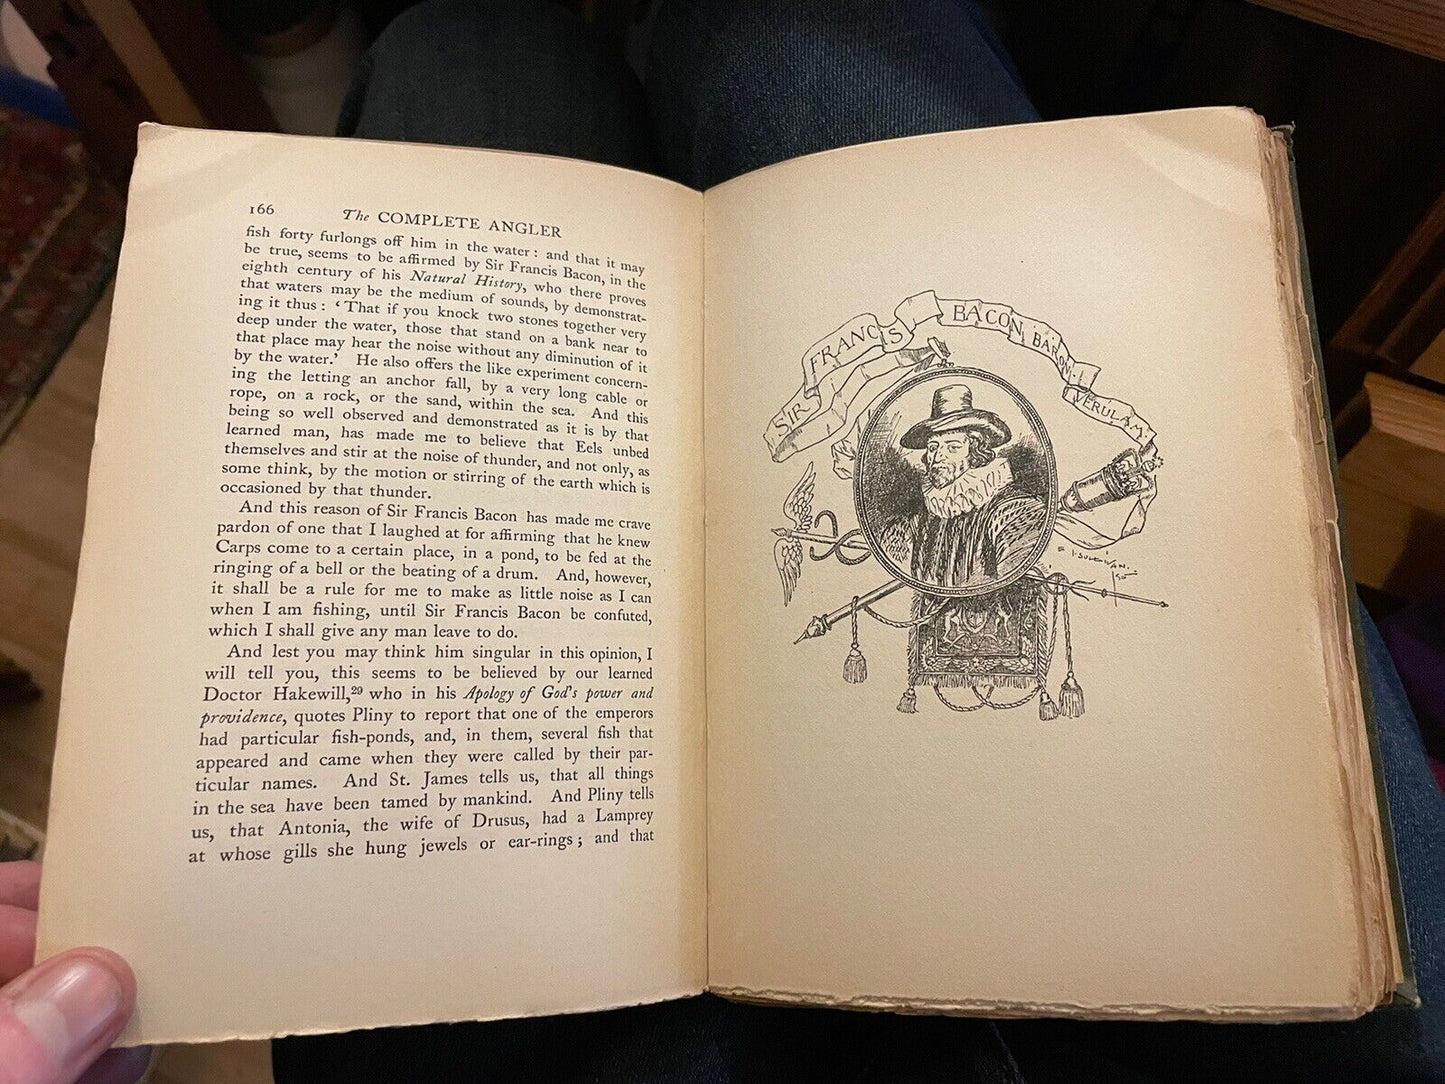 166 The COMPLETE ANGLER
fish forty furlongs off him in the water : and that it may
be true, seems to be affirmed by Sir Francis Bacon, in the
eighth century of his Natural History, who there proves
that waters may be the medium of sounds, by demonstrat-
ing it thus : ‘That if you knock two stones together very
deep under the water, those that stand on a bank near to
that place may hear the noise without any diminution of it
by the water.’ He also offers the like experiment concern-
ing the letting an anchor fall, by a very long cable or
rope, on a rock, or the sand, within the sea. And this
being so well observed and demonstrated as it is by that
learned man, has made me to believe that Eels unbed
themselves and stir at the noise of thunder, and not only, as
some think, by the motion or stirring of the earth which is
occasioned by that thunder.
And this reason of Sir Francis Bacon has made me crave
pardon of one that I laughed at for affirming that he knew
Carps come to a certain place, in a pond, to be fed at the
ringing of a bell or the beating of a drum. And, however,
it shall be a rule for me to make as little noise as I can
when I am fishing, until Sir Francis Bacon be confuted,
which I shall give any man leave to do.
And lest you may think him singular in this opinion, I
will tell you, this seems to be believed by our learned
Doctor Hakewill,²⁹ who in his Apology of God's power and
providence, quotes Pliny to report that one of the emperors
had particular fish-ponds, and, in them, several fish that
appeared and came when they were called by their par-
ticular names. And St. James tells us, that all things
in the sea have been tamed by mankind. And Pliny tells
us, that Antonia, the wife of Drusus, had a Lamprey
at whose gills she hung jewels or ear-rings ; and that
SIR FRANCIS BACON BARON VERULAM